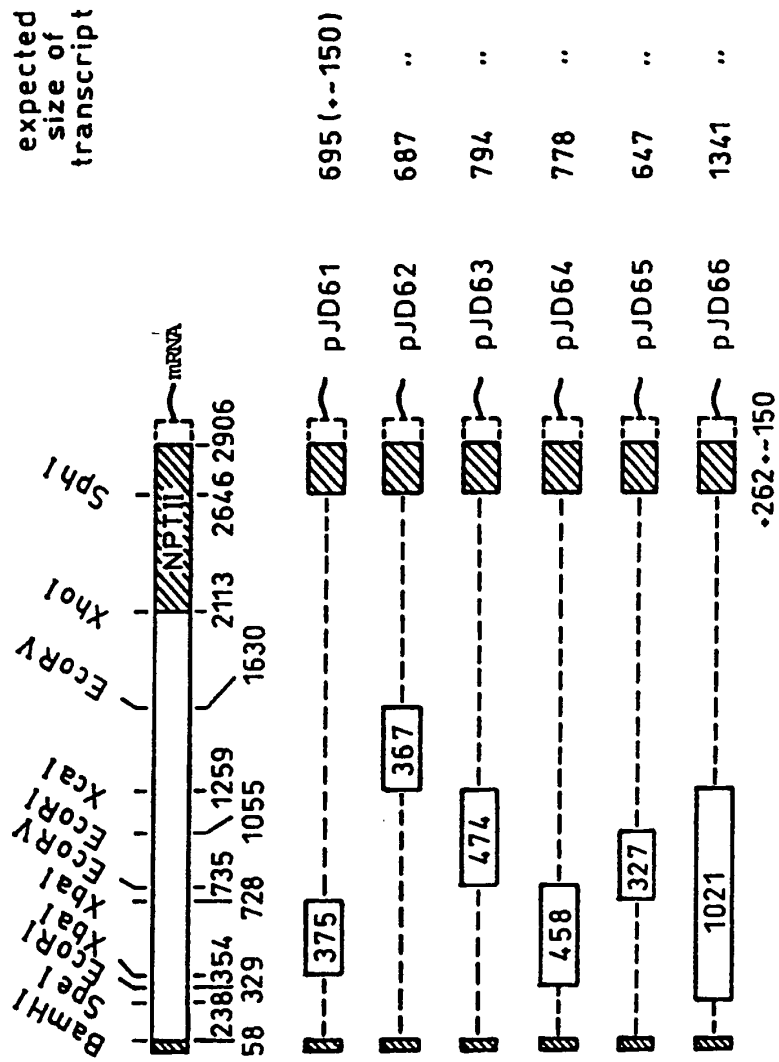 expected
size of
transcript
BamHI SpeI EcoRI XbaI XbaI EcoRV EcoRI XcaI EcoRV XhoI SphI
NPTII mRNA
58 238 329 354 728 735 1055 1259 1630 2113 2646 2906
375 pJD61 695 (+-150)
367 pJD62 687 "
474 pJD63 794 "
458 pJD64 778 "
327 pJD65 647 "
1021 pJD66 1341 "
+262+-150